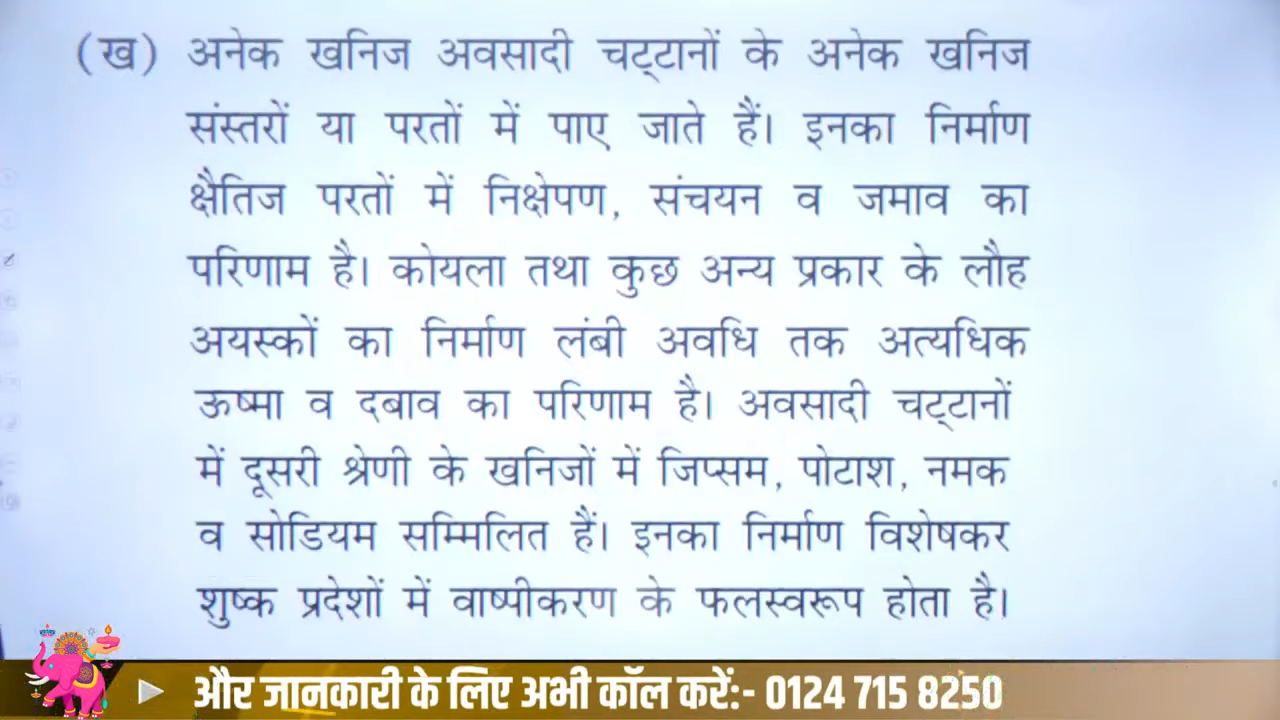 (ख) अनेक खनिज अवसादी चट्टानों के अनेक खनिज
संस्तरों या परतों में पाए जाते हैं। इनका निर्माण
क्षैतिज परतों में निक्षेपण, संचयन व जमाव का
परिणाम है। कोयला तथा कुछ अन्य प्रकार के लौह
अयस्कों का निर्माण लंबी अवधि तक अत्यधिक
ऊष्मा व दबाव का परिणाम है। अवसादी चट्टानों
में दूसरी श्रेणी के खनिजों में जिप्सम, पोटाश, नमक
व सोडियम सम्मिलित हैं। इनका निर्माण विशेषकर
शुष्क प्रदेशों में वाष्पीकरण के फलस्वरूप होता है।
और जानकारी के लिए अभी कॉल करें:- 0124 715 8250